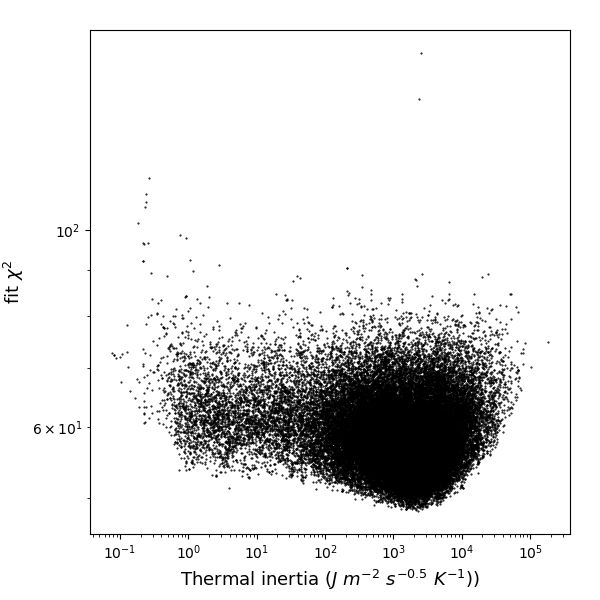 fit χ²
10²
6 × 10¹
10⁻¹ 10⁰ 10¹ 10² 10³ 10⁴ 10⁵
Thermal inertia (J m⁻² s⁻⁰·⁵ K⁻¹))